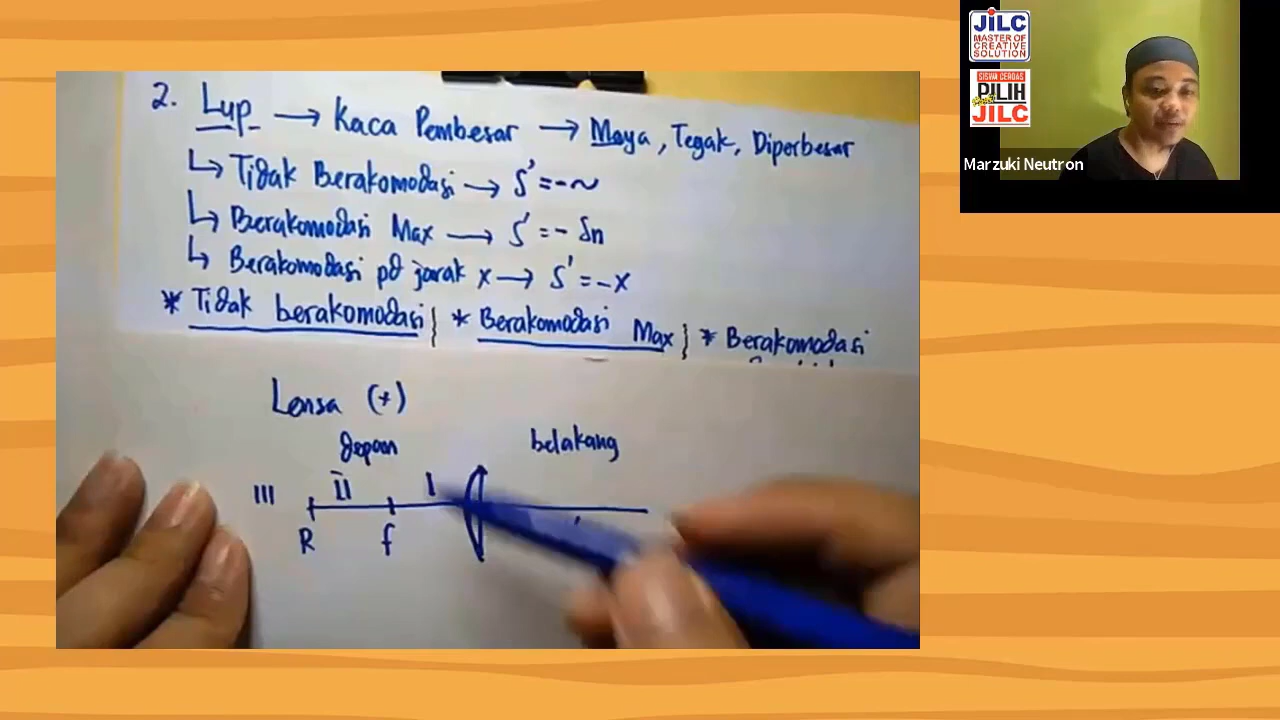 2. Lup → Kaca Pembesar → Maya, Tegak, Diperbesar
↳ Tidak Berakomodasi → S' = -~
↳ Berakomodasi Max → S' = - Sn
↳ Berakomodasi pd jarak x → S' = -x
* Tidak berakomodasi } * Berakomodasi Max } * Berakomodasi
Lensa (+)
depan belakang
III II I
R f
JILC
MASTER OF
CREATIVE
SOLUTION
SISWA CERDAS
PILIH
JILC
Marzuki Neutron